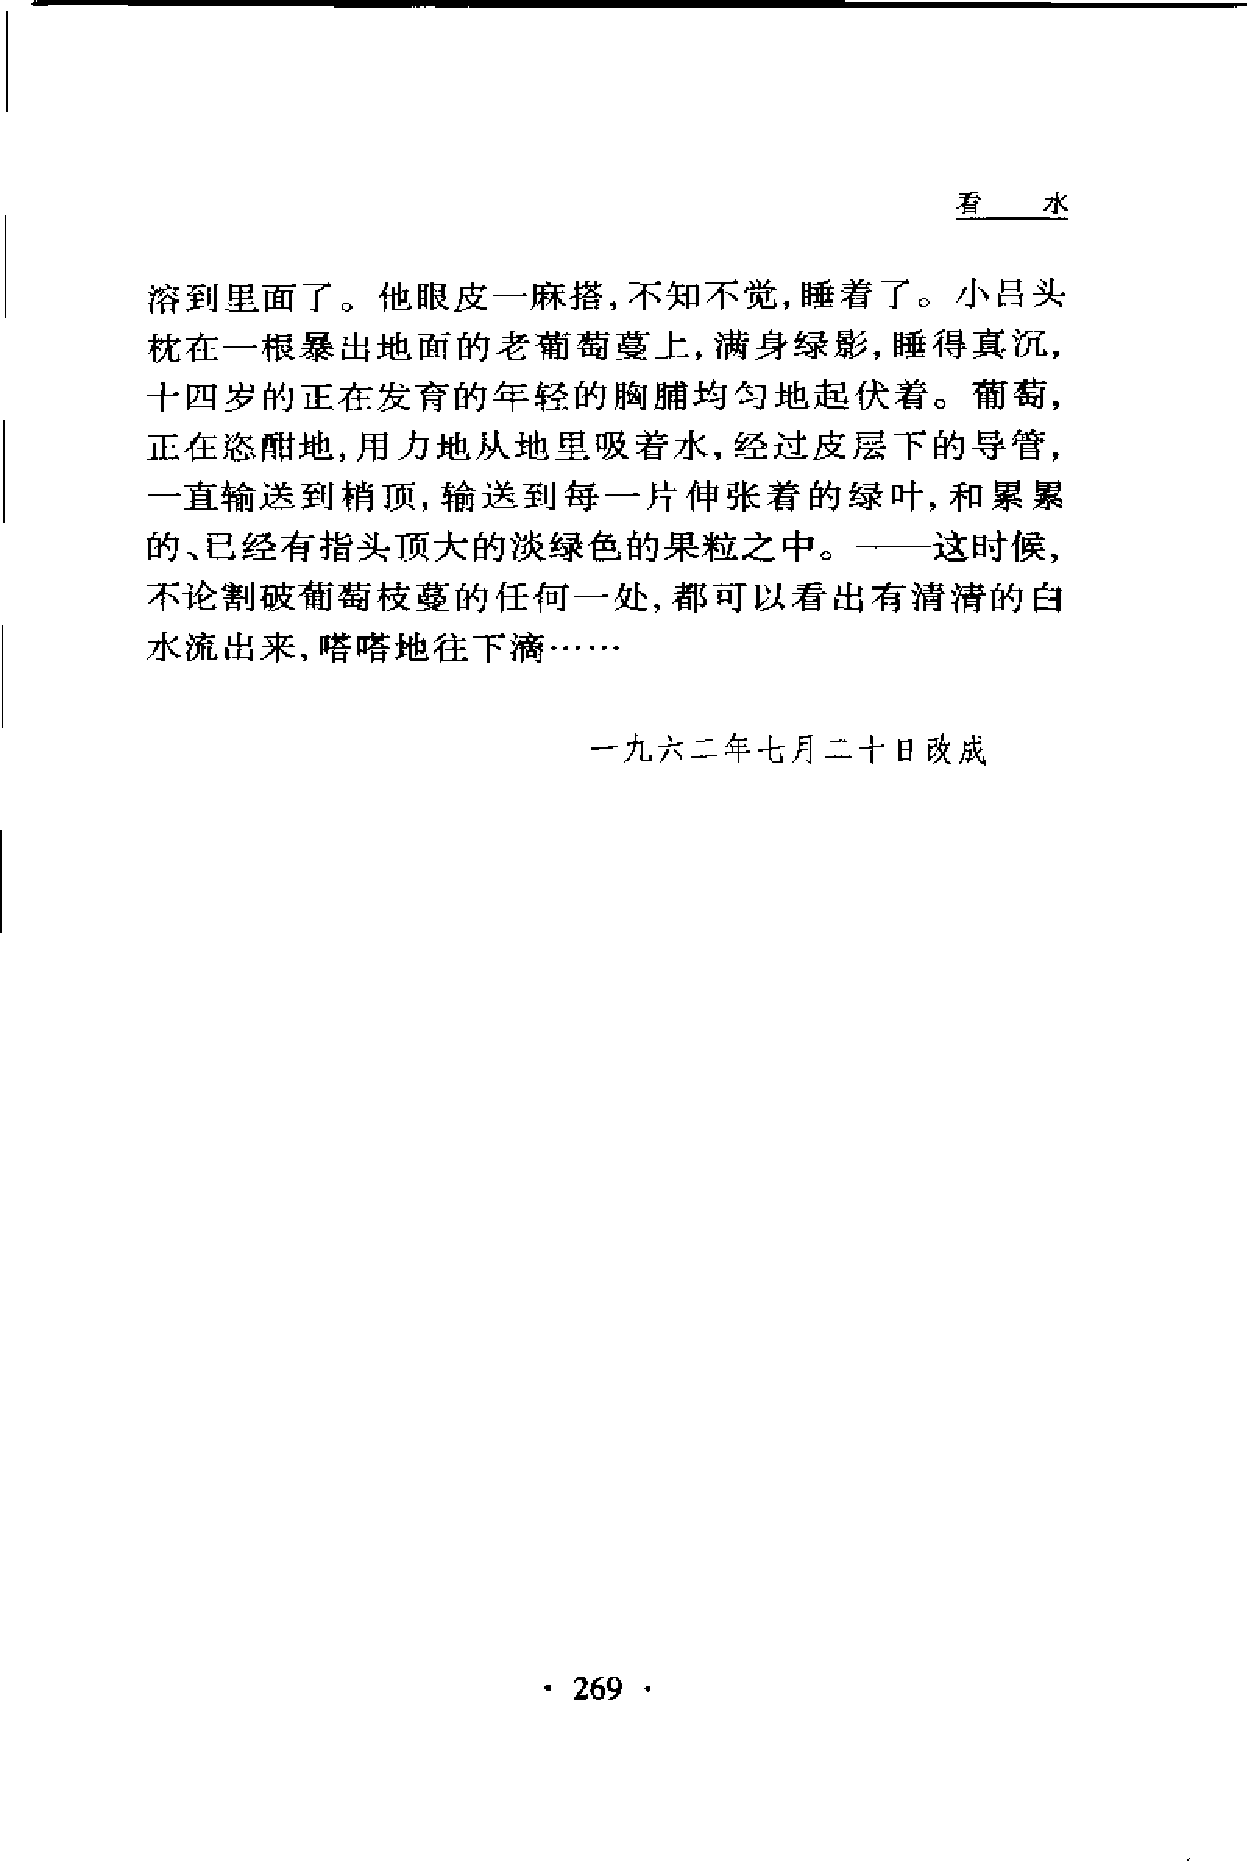 看 水
溶到里面了。他眼皮一麻搭,不知不觉,睡着了。小吕头
枕在一根暴出地面的老葡萄蔓上,满身绿影,睡得真沉,
十四岁的正在发育的年轻的胸脯均匀地起伏着。葡萄,
正在恣酣地,用力地从地里吸着水,经过皮层下的导管,
一直输送到梢顶,输送到每一片伸张着的绿叶,和累累
的、已经有指头顶大的淡绿色的果粒之中。——这时候,
不论割破葡萄枝蔓的任何一处,都可以看出有清清的白
水流出来,嗒嗒地往下滴……
一九六二年七月二十日改成
· 269 ·